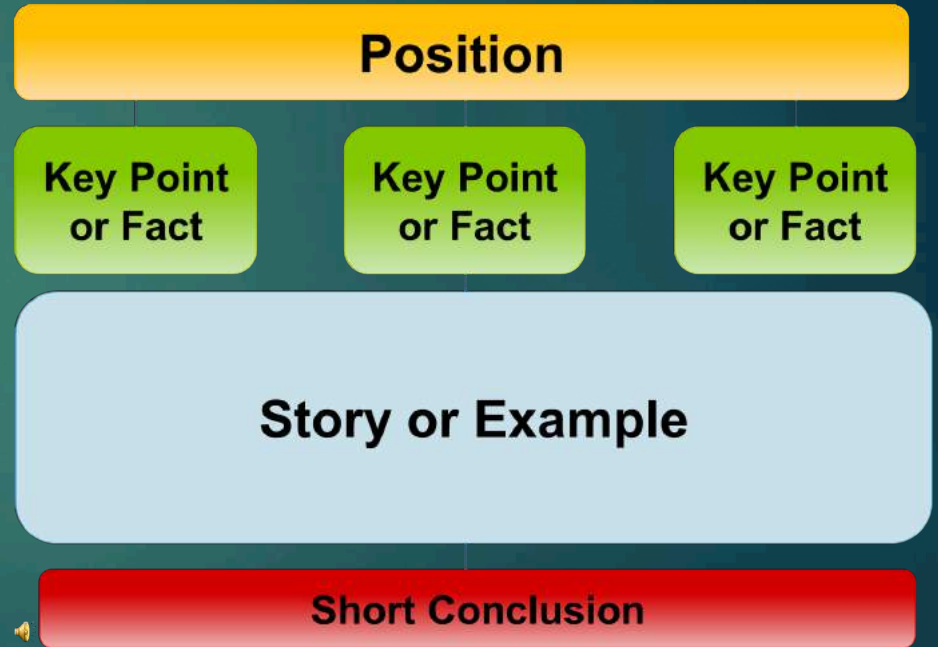 Position
Key Point
or Fact
Key Point
or Fact
Key Point
or Fact
Story or Example
Short Conclusion